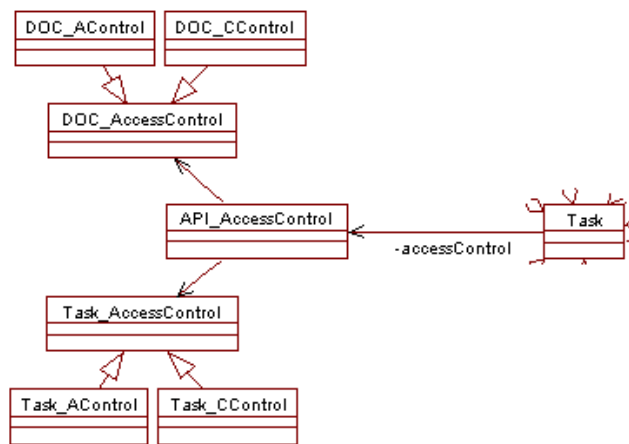 DOC_AControl
DOC_CControl
DOC_AccessControl
API_AccessControl
Task
-accessControl
Task_AccessControl
Task_AControl
Task_CControl